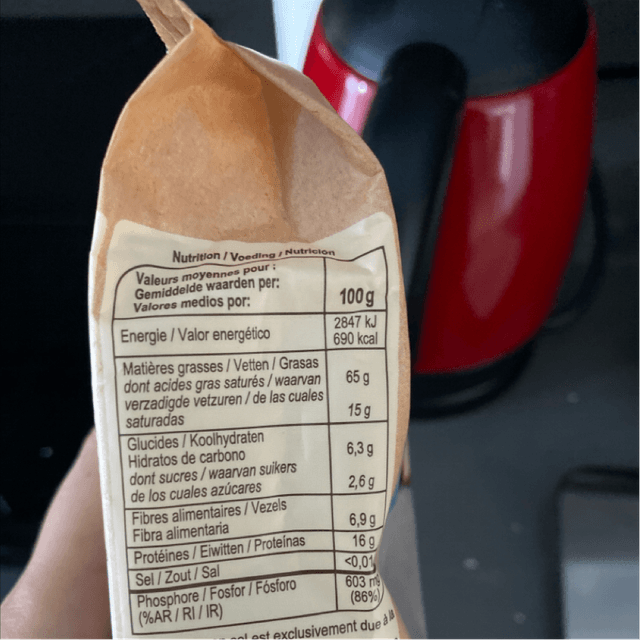 Nutrition / Voeding / Nutricion
Valeurs moyennes pour :
Gemiddelde waarden per:
Valores medios por:
100 g
Energie / Valor energético
2847 kJ
690 kcal
Matières grasses / Vetten / Grasas
65 g
dont acides gras saturés / waarvan
verzadigde vetzuren / de las cuales
saturadas
15 g
Glucides / Koolhydraten
Hidratos de carbono
6,3 g
dont sucres / waarvan suikers
de los cuales azúcares
2,6 g
Fibres alimentaires / Vezels
Fibra alimentaria
6,9 g
Protéines / Eiwitten / Proteínas
16 g
Sel / Zout / Sal
<0,01
Phosphore / Fosfor / Fósforo
(%AR / RI / IR)
603 mg
(86%)
est exclusivement due à la